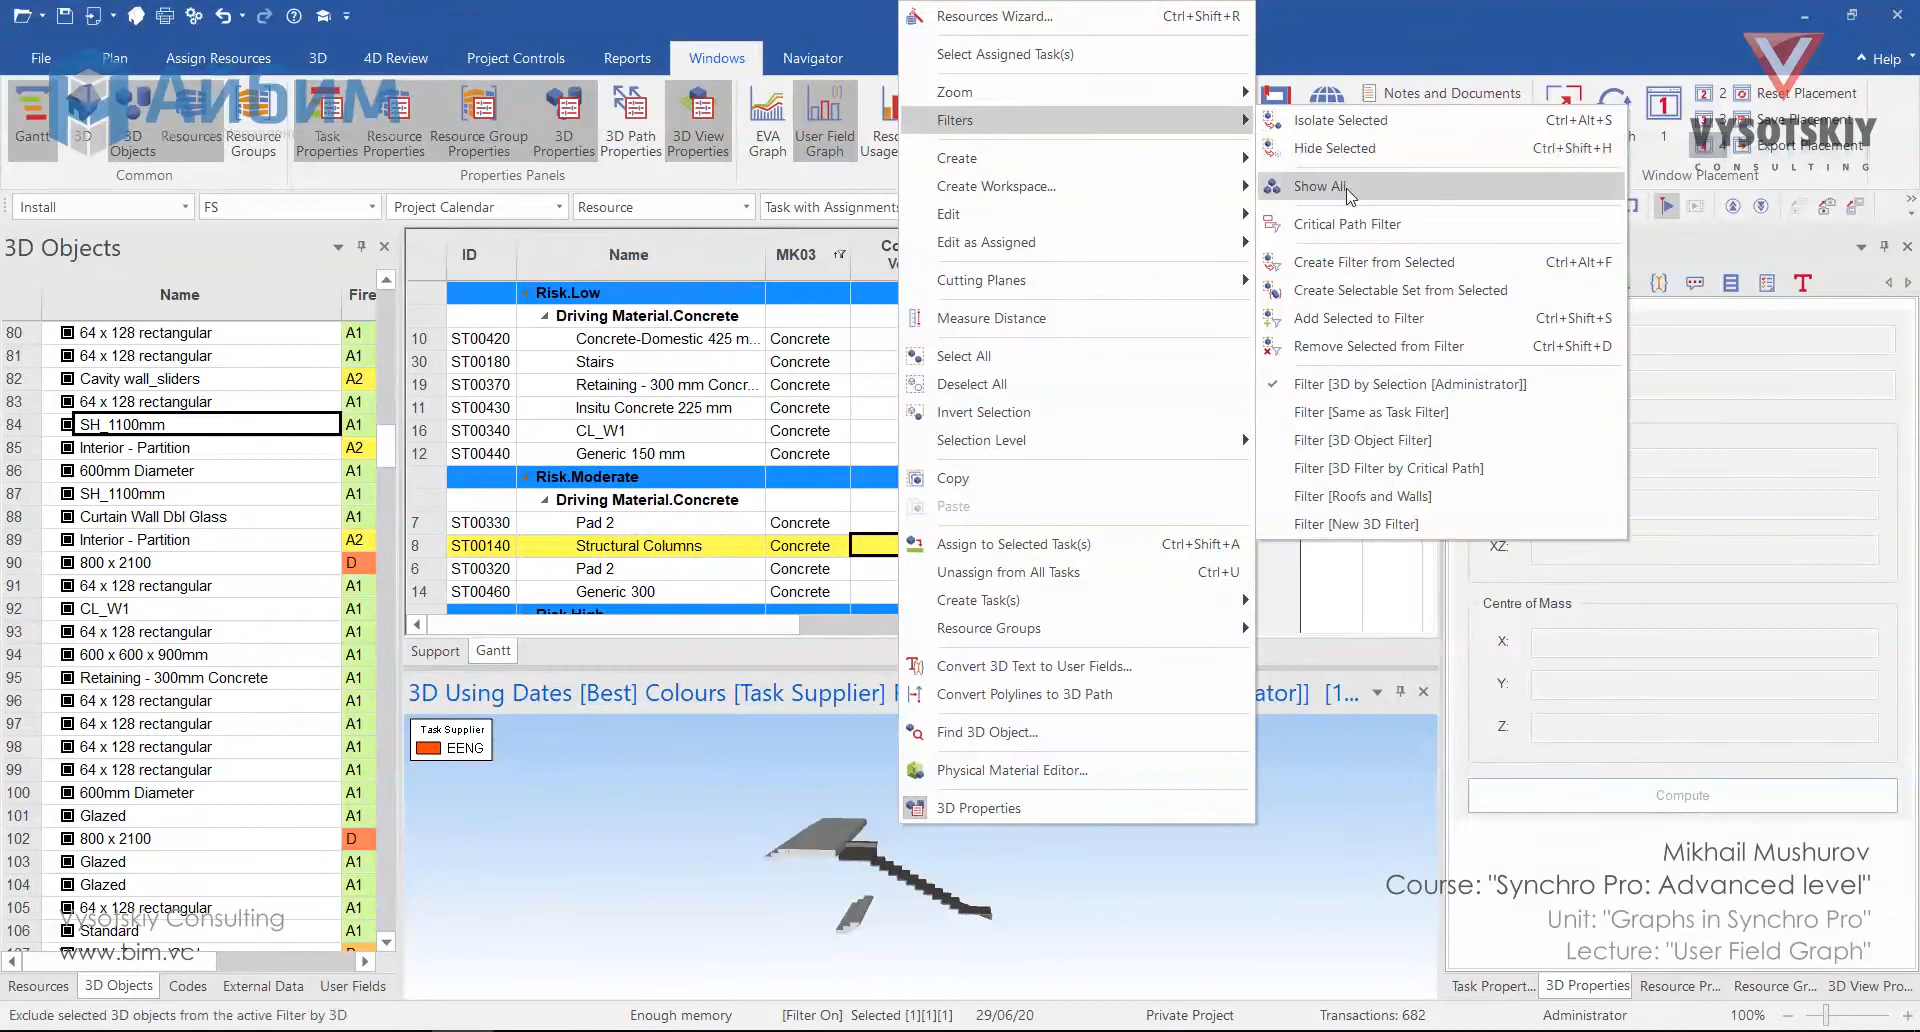 File
Plan
Assign Resources
3D
4D Review
Project Controls
Reports
Windows
Navigator
Help
Айбим
Gantt
3D
3D Objects
Resources
Resource Groups
Task Properties
Resource Properties
Resource Group Properties
3D Properties
3D Path Properties
3D View Properties
EVA Graph
User Field Graph
Notes and Documents
1
2
Reset Placement
Save Placement
Export Placement
VYSOTSKIY
CONSULTING
Common
Properties Panels
Window Placement
Install
FS
Project Calendar
Resource
Task with Assignments
3D Objects
Name Fire
80 64 x 128 rectangular A1
81 64 x 128 rectangular A1
82 Cavity wall_sliders A2
83 64 x 128 rectangular A1
84 SH_1100mm A1
85 Interior - Partition A2
86 600mm Diameter A1
87 SH_1100mm A1
88 Curtain Wall Dbl Glass A1
89 Interior - Partition A2
90 800 x 2100 D
91 64 x 128 rectangular A1
92 CL_W1 A1
93 64 x 128 rectangular A1
94 600 x 600 x 900mm A1
95 Retaining - 300mm Concrete A1
96 64 x 128 rectangular A1
97 64 x 128 rectangular A1
98 64 x 128 rectangular A1
99 64 x 128 rectangular A1
100 600mm Diameter A1
101 Glazed A1
102 800 x 2100 D
103 Glazed A1
104 Glazed A1
105 64 x 128 rectangular A1
106 Standard A1
Vysotskiy Consulting
www.bim.vc
Resources 3D Objects Codes External Data User Fields
ID Name MK03
Risk.Low
Driving Material.Concrete
10 ST00420 Concrete-Domestic 425 m... Concrete
30 ST00180 Stairs Concrete
19 ST00370 Retaining - 300 mm Concr... Concrete
11 ST00430 Insitu Concrete 225 mm Concrete
16 ST00340 CL_W1 Concrete
12 ST00440 Generic 150 mm Concrete
Risk.Moderate
Driving Material.Concrete
7 ST00330 Pad 2 Concrete
8 ST00140 Structural Columns Concrete
6 ST00320 Pad 2 Concrete
14 ST00460 Generic 300 Concrete
Risk.High
Support Gantt
3D Using Dates [Best] Colours [Task Supplier]
ator]] [1...
Task Supplier
EENG
Resources Wizard... Ctrl+Shift+R
Select Assigned Task(s)
Zoom
Filters
Create
Create Workspace...
Edit
Edit as Assigned
Cutting Planes
Measure Distance
Select All
Deselect All
Invert Selection
Selection Level
Copy
Paste
Assign to Selected Task(s) Ctrl+Shift+A
Unassign from All Tasks Ctrl+U
Create Task(s)
Resource Groups
Convert 3D Text to User Fields...
Convert Polylines to 3D Path
Find 3D Object...
Physical Material Editor...
3D Properties
Isolate Selected Ctrl+Alt+S
Hide Selected Ctrl+Shift+H
Show All
Critical Path Filter
Create Filter from Selected Ctrl+Alt+F
Create Selectable Set from Selected
Add Selected to Filter Ctrl+Shift+S
Remove Selected from Filter Ctrl+Shift+D
Filter [3D by Selection [Administrator]]
Filter [Same as Task Filter]
Filter [3D Object Filter]
Filter [3D Filter by Critical Path]
Filter [Roofs and Walls]
Filter [New 3D Filter]
XZ:
Centre of Mass
X:
Y:
Z:
Compute
Mikhail Mushurov
Course: "Synchro Pro: Advanced level"
Unit: "Graphs in Synchro Pro"
Lecture: "User Field Graph"
Task Propert... 3D Properties Resource Pr... Resource Gr... 3D View Pro...
Exclude selected 3D objects from the active Filter by 3D
Enough memory
[Filter On] Selected [1][1][1]
29/06/20
Private Project
Transactions: 682
Administrator
100%